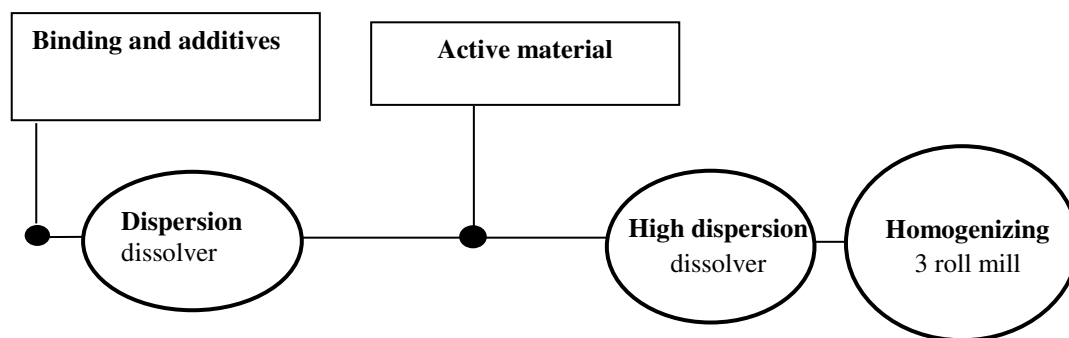 Binding and additives
Active material
Dispersion
dissolver
High dispersion
dissolver
Homogenizing
3 roll mill